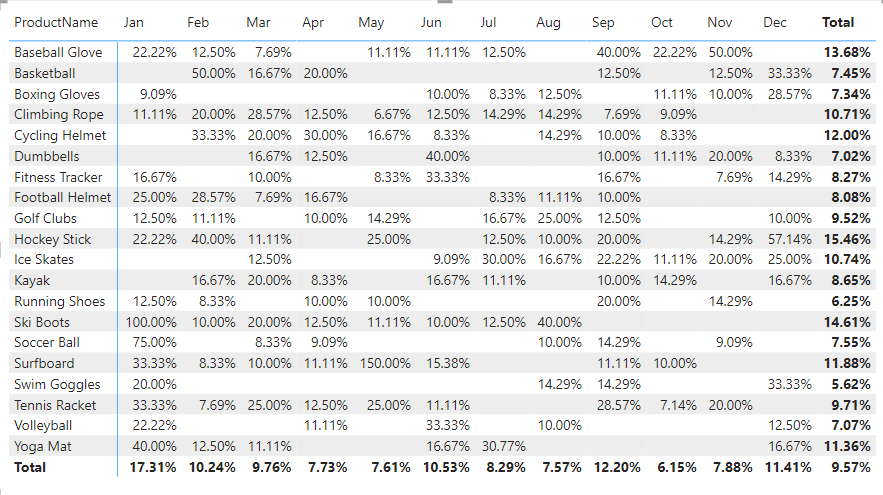 ProductName Jan Feb Mar Apr May Jun Jul Aug Sep Oct Nov Dec Total
Baseball Glove 22.22% 12.50% 7.69% 11.11% 11.11% 12.50% 40.00% 22.22% 50.00% 13.68%
Basketball 50.00% 16.67% 20.00% 12.50% 12.50% 33.33% 7.45%
Boxing Gloves 9.09% 10.00% 8.33% 12.50% 11.11% 10.00% 28.57% 7.34%
Climbing Rope 11.11% 20.00% 28.57% 12.50% 6.67% 12.50% 14.29% 14.29% 7.69% 9.09% 10.71%
Cycling Helmet 33.33% 20.00% 30.00% 16.67% 8.33% 14.29% 10.00% 8.33% 12.00%
Dumbbells 16.67% 12.50% 40.00% 10.00% 11.11% 20.00% 8.33% 7.02%
Fitness Tracker 16.67% 10.00% 8.33% 33.33% 16.67% 7.69% 14.29% 8.27%
Football Helmet 25.00% 28.57% 7.69% 16.67% 8.33% 11.11% 10.00% 8.08%
Golf Clubs 12.50% 11.11% 10.00% 14.29% 16.67% 25.00% 12.50% 10.00% 9.52%
Hockey Stick 22.22% 40.00% 11.11% 25.00% 12.50% 10.00% 20.00% 14.29% 57.14% 15.46%
Ice Skates 12.50% 9.09% 30.00% 16.67% 22.22% 11.11% 20.00% 25.00% 10.74%
Kayak 16.67% 20.00% 8.33% 16.67% 11.11% 10.00% 14.29% 16.67% 8.65%
Running Shoes 12.50% 8.33% 10.00% 10.00% 20.00% 14.29% 6.25%
Ski Boots 100.00% 10.00% 20.00% 12.50% 11.11% 10.00% 12.50% 40.00% 14.61%
Soccer Ball 75.00% 8.33% 9.09% 10.00% 14.29% 9.09% 7.55%
Surfboard 33.33% 8.33% 10.00% 11.11% 150.00% 15.38% 11.11% 10.00% 11.88%
Swim Goggles 20.00% 14.29% 14.29% 33.33% 5.62%
Tennis Racket 33.33% 7.69% 25.00% 12.50% 25.00% 11.11% 28.57% 7.14% 20.00% 9.71%
Volleyball 22.22% 11.11% 33.33% 10.00% 12.50% 7.07%
Yoga Mat 40.00% 12.50% 11.11% 16.67% 30.77% 16.67% 11.36%
Total 17.31% 10.24% 9.76% 7.73% 7.61% 10.53% 8.29% 7.57% 12.20% 6.15% 7.88% 11.41% 9.57%